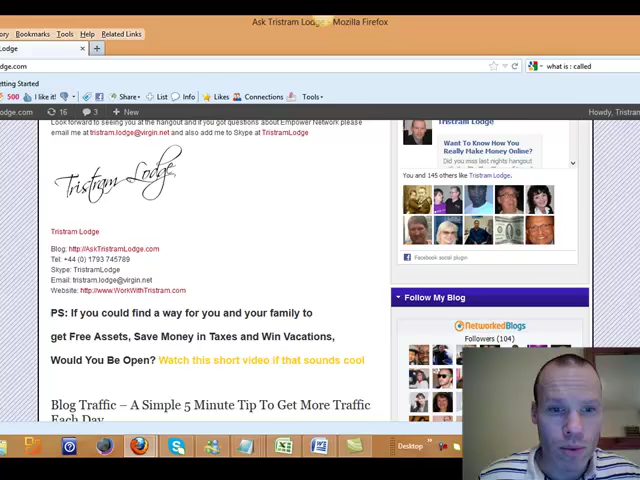 Ask Tristram Lodge - Mozilla Firefox
ory Bookmarks Tools Help Related Links
Lodge
dge.com
what is : called
etting Started
500 I like it! Share List Info Likes Connections Tools
odge.com 16 3 New Howdy, Tristram
Look forward to seeing you at the hangout and if you got questions about Empower Network please
email me at tristram.lodge@virgin.net and also add me to Skype at TristramLodge
Tristram Lodge
Tristram Lodge
Blog: http://AskTristramLodge.com
Tel: +44 (0) 1793 745789
Skype: TristramLodge
Email: tristram.lodge@virgin.net
Website: http://www.WorkWithTristram.com
PS: If you could find a way for you and your family to
get Free Assets, Save Money in Taxes and Win Vacations,
Would You Be Open? Watch this short video if that sounds cool
Blog Traffic – A Simple 5 Minute Tip To Get More Traffic
Each Day
Tristram Lodge
Want To Know How You
Really Make Money Online?
Did you miss last nights hangout
You and 145 others like Tristram Lodge.
Facebook social plugin
Follow My Blog
NetworkedBlogs
Followers (104)
Desktop